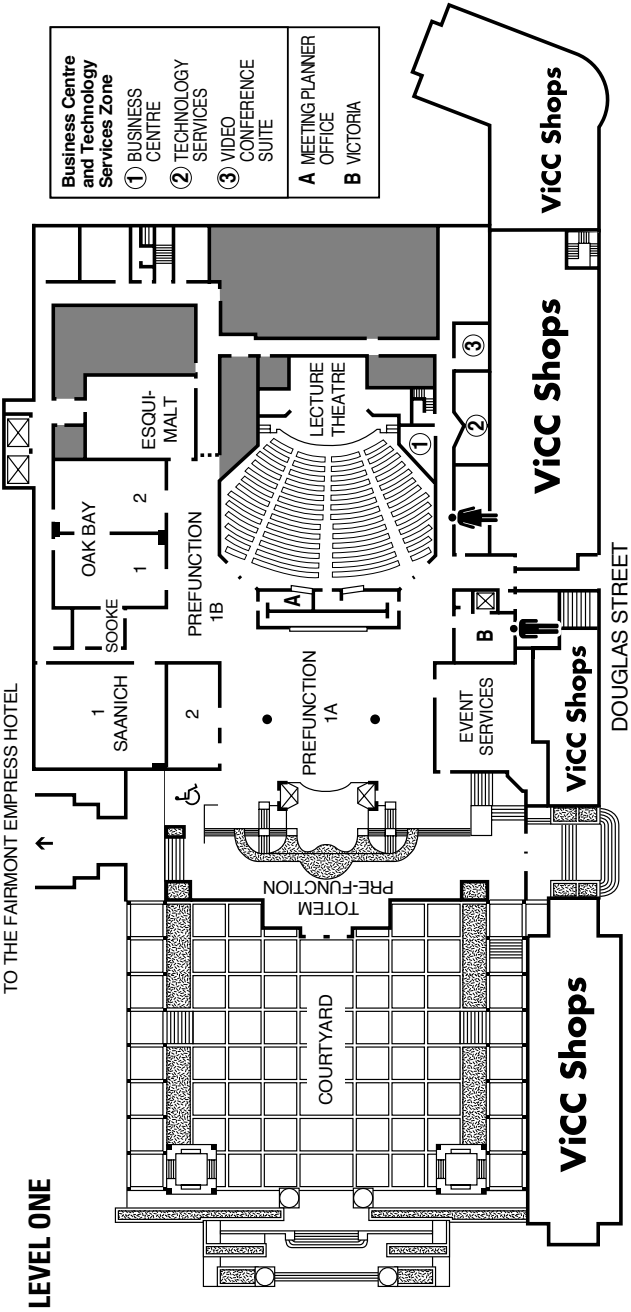 LEVEL ONE
TO THE FAIRMONT EMPRESS HOTEL
Business Centre
and Technology
Services Zone
1 BUSINESS
CENTRE
2 TECHNOLOGY
SERVICES
3 VIDEO
CONFERENCE
SUITE
A MEETING PLANNER
OFFICE
B VICTORIA
1
SAANICH
2
SOOKE
OAK BAY
1
2
ESQUI-
MALT
PREFUNCTION
1B
LECTURE
THEATRE
A
PREFUNCTION
1A
TOTEM
PRE-FUNCTION
COURTYARD
EVENT
SERVICES
B
1
2
3
ViCC Shops
ViCC Shops
ViCC Shops
ViCC Shops
DOUGLAS STREET